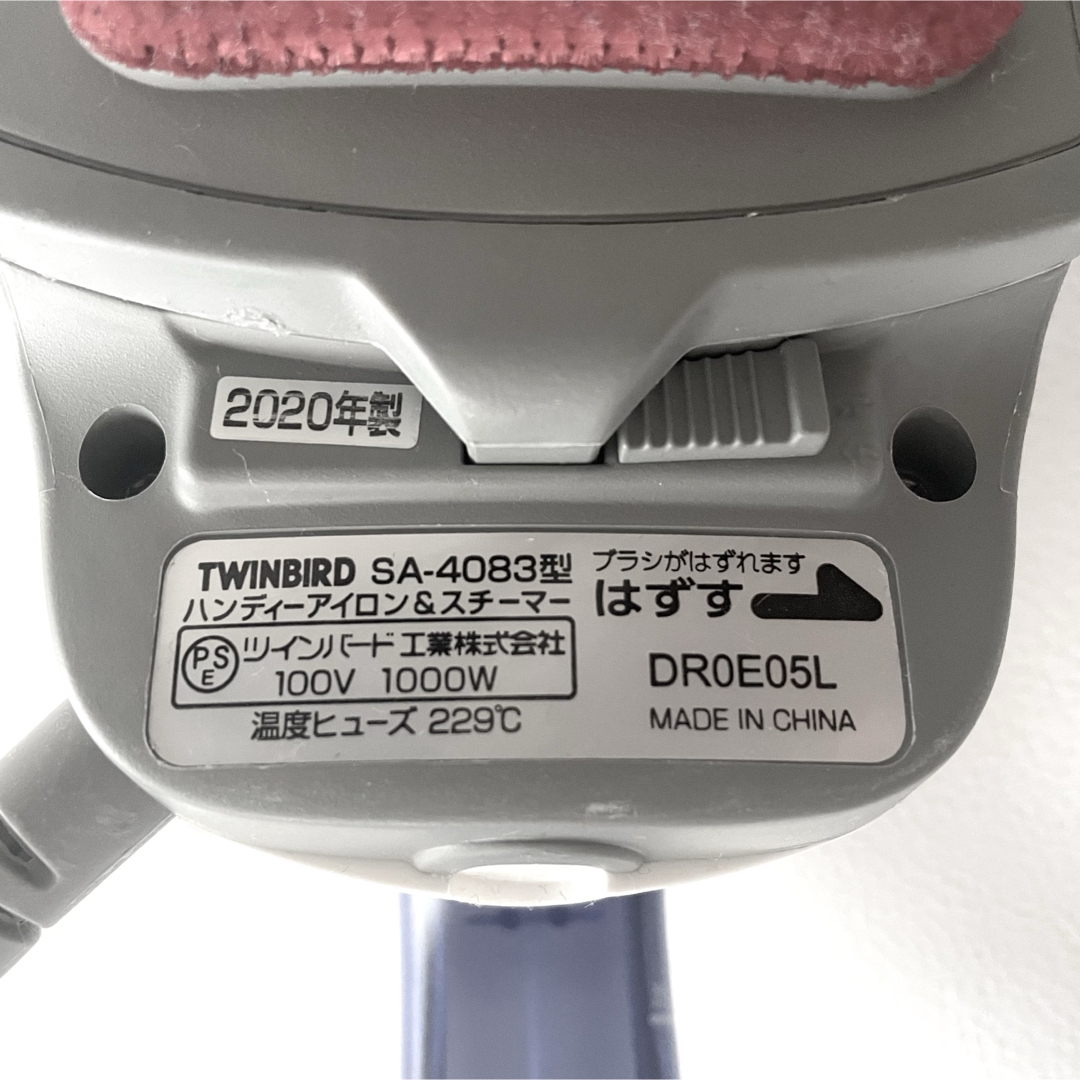 2020年製
TWINBIRD SA-4083型
ハンディーアイロン&スチーマー
PSE ツインバード工業株式会社
100V 1000W
温度ヒューズ 229℃
ブラシがはずれます
はずす
DR0E05L
MADE IN CHINA